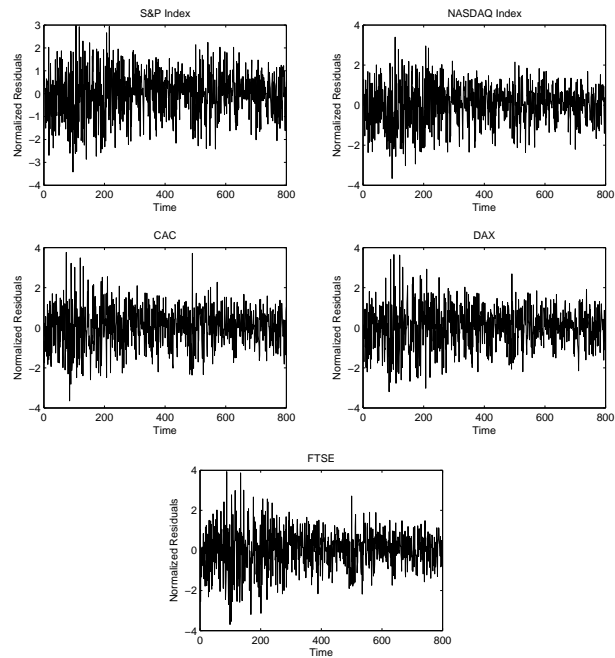 S&P Index
Normalized Residuals
3
2
1
0
−1
−2
−3
−4
0 200 400 600 800
Time
NASDAQ Index
Normalized Residuals
4
2
0
−2
−4
0 200 400 600 800
Time
CAC
Normalized Residuals
4
2
0
−2
−4
0 200 400 600 800
Time
DAX
Normalized Residuals
4
2
0
−2
−4
0 200 400 600 800
Time
FTSE
Normalized Residuals
4
2
0
−2
−4
0 200 400 600 800
Time